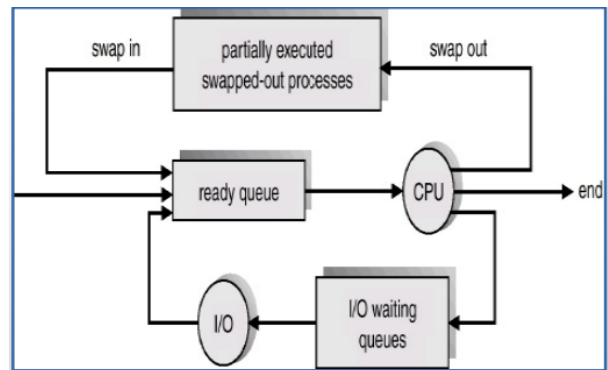 swap in
partially executed
swapped-out processes
swap out
ready queue
CPU
end
I/O
I/O waiting
queues